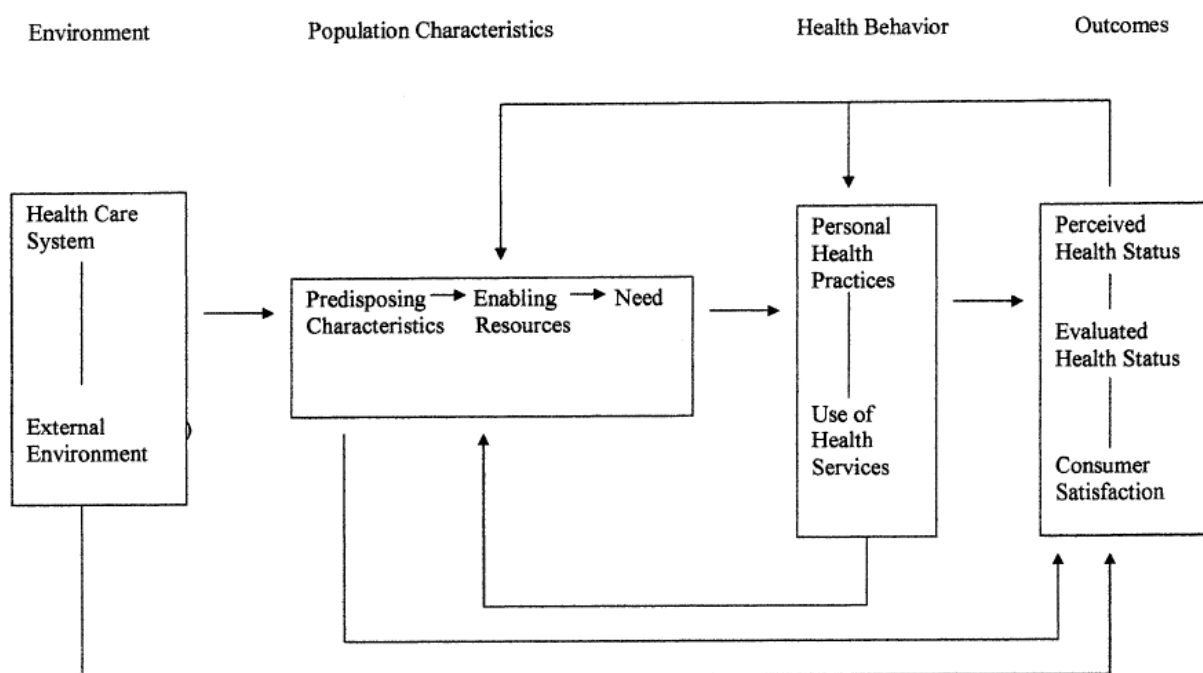 Environment
Population Characteristics
Health Behavior
Outcomes
Health Care
System
External
Environment
Predisposing
Characteristics
Enabling
Resources
Need
Personal
Health
Practices
Use of
Health
Services
Perceived
Health Status
Evaluated
Health Status
Consumer
Satisfaction